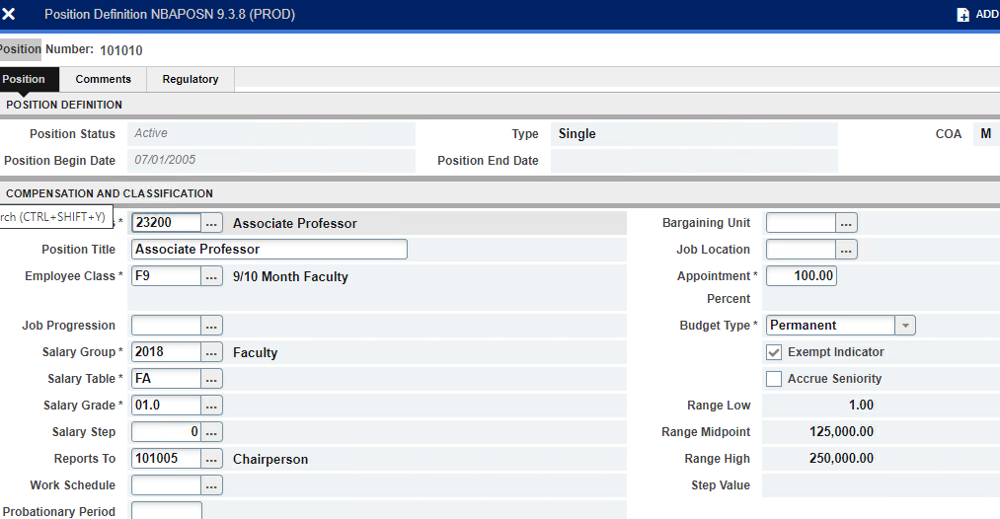 Position Definition NBAPOSN 9.3.8 (PROD) ADD
Position Number: 101010
Position Comments Regulatory
POSITION DEFINITION
Position Status Active Type Single COA M
Position Begin Date 07/01/2005 Position End Date
COMPENSATION AND CLASSIFICATION
rch (CTRL+SHIFT+Y) * 23200 ... Associate Professor Bargaining Unit ...
Position Title Associate Professor Job Location ...
Employee Class * F9 ... 9/10 Month Faculty Appointment * 100.00
Percent
Job Progression ... Budget Type * Permanent
Salary Group * 2018 ... Faculty Exempt Indicator
Salary Table * FA ... Accrue Seniority
Salary Grade * 01.0 ... Range Low 1.00
Salary Step 0 ... Range Midpoint 125,000.00
Reports To 101005 ... Chairperson Range High 250,000.00
Work Schedule ... Step Value
Probationary Period